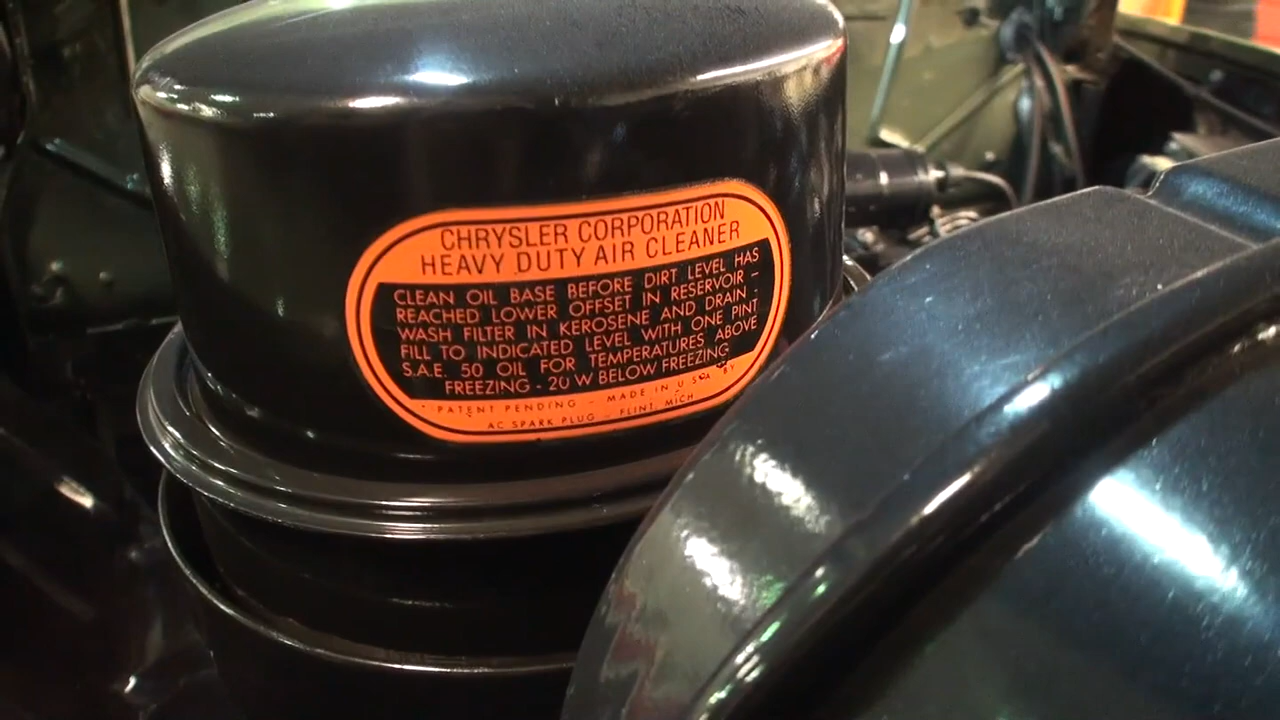 CHRYSLER CORPORATION
HEAVY DUTY AIR CLEANER
CLEAN OIL BASE BEFORE DIRT LEVEL HAS
REACHED LOWER OFFSET IN RESERVOIR -
WASH FILTER IN KEROSENE AND DRAIN -
FILL TO INDICATED LEVEL WITH ONE PINT
S.A.E. 50 OIL FOR TEMPERATURES ABOVE
FREEZING - 20 W BELOW FREEZING
PATENT PENDING - MADE IN U S A BY
AC SPARK PLUG - FLINT, MICH